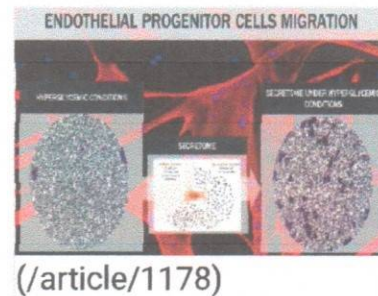 ENDOTHELIAL PROGENITOR CELLS MIGRATION
HYPERGLYCEMIC CONDITIONS
SECRETOME UNDER HYPERGLYCEMIC
CONDITIONS
SECRETOME
(/article/1178)